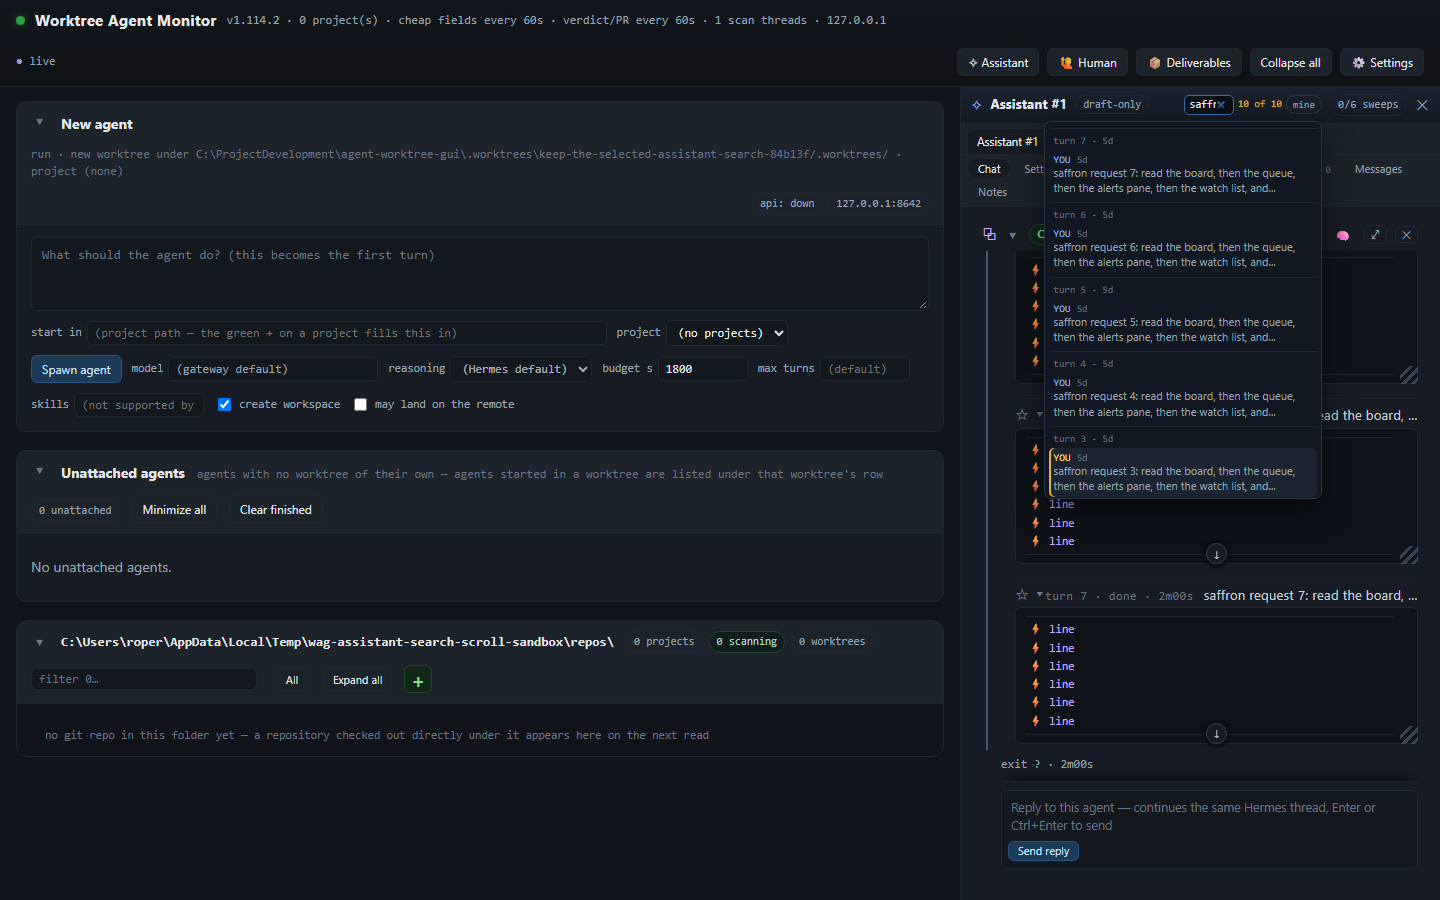 Worktree Agent Monitor v1.114.2 · 0 project(s) · cheap fields every 60s · verdict/PR every 60s · 1 scan threads · 127.0.0.1
live
Assistant
Human
Deliverables
Collapse all
Settings
New agent
run · new worktree under C:\ProjectDevelopment\agent-worktree-gui\.worktrees\keep-the-selected-assistant-search-84b13f/.worktrees/ ·
project (none)
api: down 127.0.0.1:8642
What should the agent do? (this becomes the first turn)
start in (project path — the green + on a project fills this in) project (no projects)
Spawn agent model (gateway default) reasoning (Hermes default) budget s 1800 max turns (default)
skills (not supported by create workspace may land on the remote
Unattached agents agents with no worktree of their own — agents started in a worktree are listed under that worktree's row
0 unattached Minimize all Clear finished
No unattached agents.
C:\Users\roper\AppData\Local\Temp\wag-assistant-search-scroll-sandbox\repos\ 0 projects 0 scanning 0 worktrees
filter 0… All Expand all +
no git repo in this folder yet — a repository checked out directly under it appears here on the next read
Assistant #1 draft-only saffr 10 of 10 mine 0/6 sweeps
Assistant #1
Chat Sett 0 Messages
Notes
turn 7 - 5d
YOU 5d
saffron request 7: read the board, then the queue,
then the alerts pane, then the watch list, and…
turn 6 - 5d
YOU 5d
saffron request 6: read the board, then the queue,
then the alerts pane, then the watch list, and…
turn 5 - 5d
YOU 5d
saffron request 5: read the board, then the queue,
then the alerts pane, then the watch list, and…
turn 4 - 5d
YOU 5d
saffron request 4: read the board, then the queue,
then the alerts pane, then the watch list, and…
turn 3 - 5d
YOU 5d
saffron request 3: read the board, then the queue,
then the alerts pane, then the watch list, and…
ead the board, …
line
line
line
turn 7 · done · 2m00s saffron request 7: read the board, …
line
line
line
line
line
line
exit ? · 2m00s
Reply to this agent — continues the same Hermes thread, Enter or
Ctrl+Enter to send
Send reply